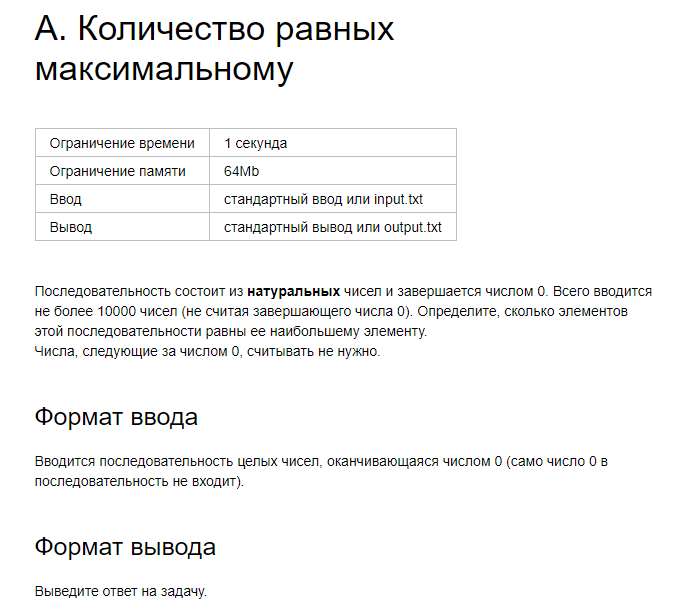 А. Количество равных
максимальному
Ограничение времени 1 секунда
Ограничение памяти 64Mb
Ввод стандартный ввод или input.txt
Вывод стандартный вывод или output.txt
Последовательность состоит из натуральных чисел и завершается числом 0. Всего вводится
не более 10000 чисел (не считая завершающего числа 0). Определите, сколько элементов
этой последовательности равны ее наибольшему элементу.
Числа, следующие за числом 0, считывать не нужно.
Формат ввода
Вводится последовательность целых чисел, оканчивающаяся числом 0 (само число 0 в
последовательность не входит).
Формат вывода
Выведите ответ на задачу.